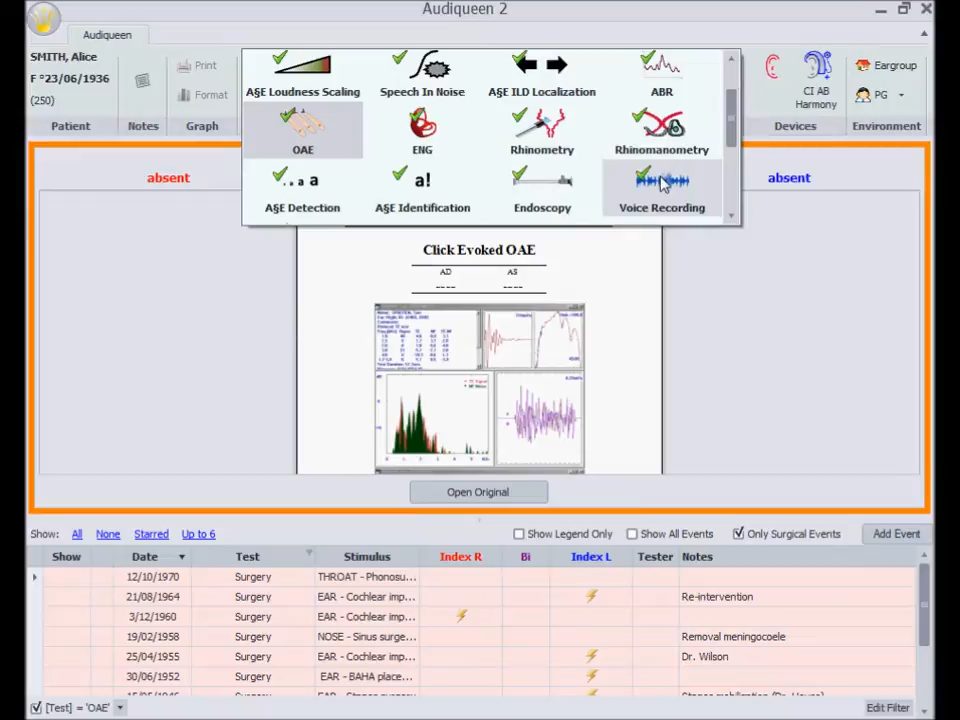 Audiqueen 2
Audiqueen
SMITH, Alice
F °23/06/1936
(250)
Patient
Notes
Print
Format
Graph
A§E Loudness Scaling
Speech In Noise
A§E ILD Localization
ABR
OAE
ENG
Rhinometry
Rhinomanometry
. a a a
a!
A§E Detection
A§E Identification
Endoscopy
Voice Recording
CI AB
Harmony
Devices
Eargroup
PG
Environment
absent
absent
Click Evoked OAE
AD AS
---- ----
Open Original
Show: All None Starred Up to 6
Show Legend Only Show All Events Only Surgical Events Add Event
Show Date Test Stimulus Index R Bi Index L Tester Notes
12/10/1970 Surgery THROAT - Phonosu...
21/08/1964 Surgery EAR - Cochlear imp... Re-intervention
3/12/1960 Surgery EAR - Cochlear imp...
19/02/1958 Surgery NOSE - Sinus surge... Removal meningocoele
25/04/1955 Surgery EAR - Cochlear imp... Dr. Wilson
30/06/1952 Surgery EAR - BAHA place...
[Test] = 'OAE' Edit Filter